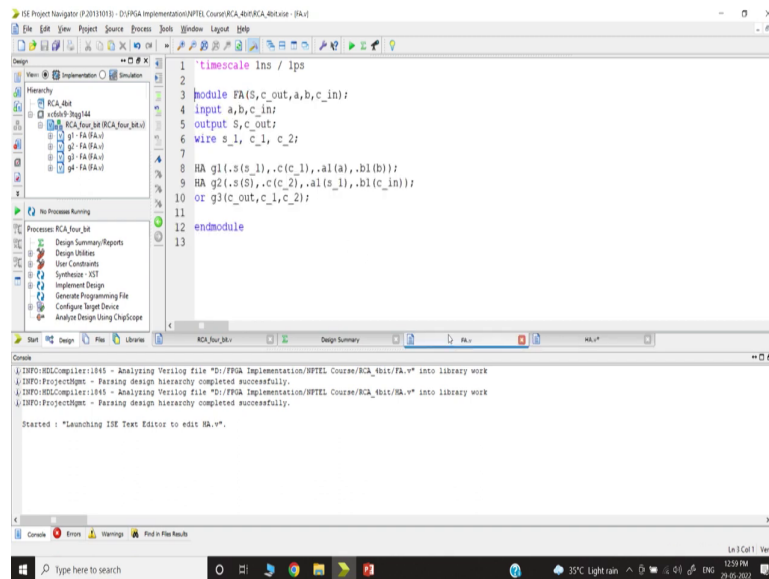 ISE Project Navigator (P.20131013) - D:\FPGA Implementation\NPTEL Course\RCA_4bit\RCA_4bit.xise - [FA.v]
File Edit View Project Source Process Tools Window Layout Help
Design
View: Implementation Simulation
Hierarchy
RCA_4bit
xc6slx9-3tqg144
RCA_four_bit (RCA_four_bit.v)
g1 - FA (FA.v)
g2 - FA (FA.v)
g3 - FA (FA.v)
g4 - FA (FA.v)
No Processes Running
Processes: RCA_four_bit
Design Summary/Reports
Design Utilities
User Constraints
Synthesize - XST
Implement Design
Generate Programming File
Configure Target Device
Analyze Design Using ChipScope
Start Design Files Libraries
1 `timescale 1ns / 1ps
2
3 module FA(S,c_out,a,b,c_in);
4 input a,b,c_in;
5 output S,c_out;
6 wire s_1, c_1, c_2;
7
8 HA g1(.s(s_1),.c(c_1),.a1(a),.b1(b));
9 HA g2(.s(S),.c(c_2),.a1(s_1),.b1(c_in));
10 or g3(c_out,c_1,c_2);
11
12 endmodule
13
RCA_four_bit.v Design Summary FA.v HA.v*
Console
INFO:HDLCompiler:1845 - Analyzing Verilog file "D:/FPGA Implementation/NPTEL Course/RCA_4bit/FA.v" into library work
INFO:ProjectMgmt - Parsing design hierarchy completed successfully.
INFO:HDLCompiler:1845 - Analyzing Verilog file "D:/FPGA Implementation/NPTEL Course/RCA_4bit/HA.v" into library work
INFO:ProjectMgmt - Parsing design hierarchy completed successfully.
Started : "Launching ISE Text Editor to edit HA.v".
Console Errors Warnings Find in Files Results
Ln 3 Col 1 Ver
Type here to search
35°C Light rain
ENG
12:59 PM
29-05-2022